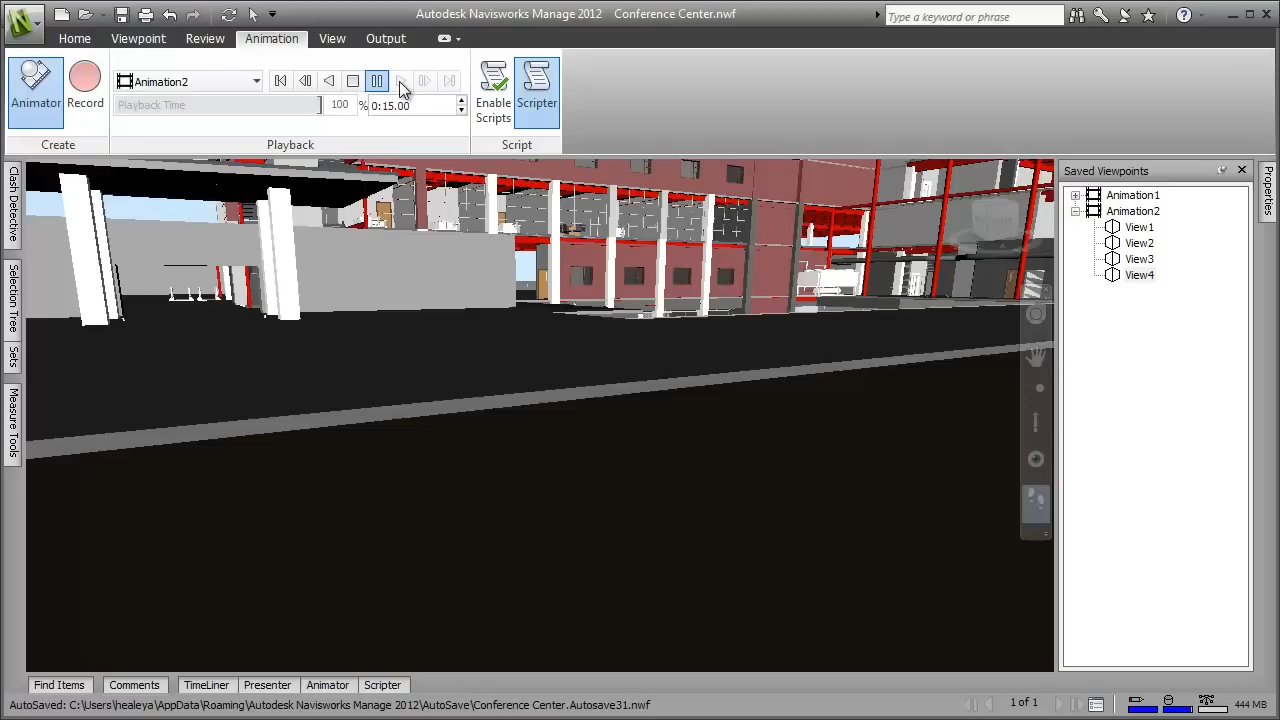 Autodesk Navisworks Manage 2012 Conference Center.nwf
Type a keyword or phrase
Home Viewpoint Review Animation View Output
Animation2
Animator Record
Playback Time 100 % 0:15.00
Enable Scripts
Scripter
Create Playback Script
Clash Detective
Selection Tree
Sets
Measure Tools
Saved Viewpoints
Animation1
Animation2
View1
View2
View3
View4
Properties
Find Items Comments TimeLiner Presenter Animator Scripter
AutoSaved: C:\Users\healeya\AppData\Roaming\Autodesk Navisworks Manage 2012\AutoSave\Conference Center.Autosave31.nwf
1 of 1
444 MB